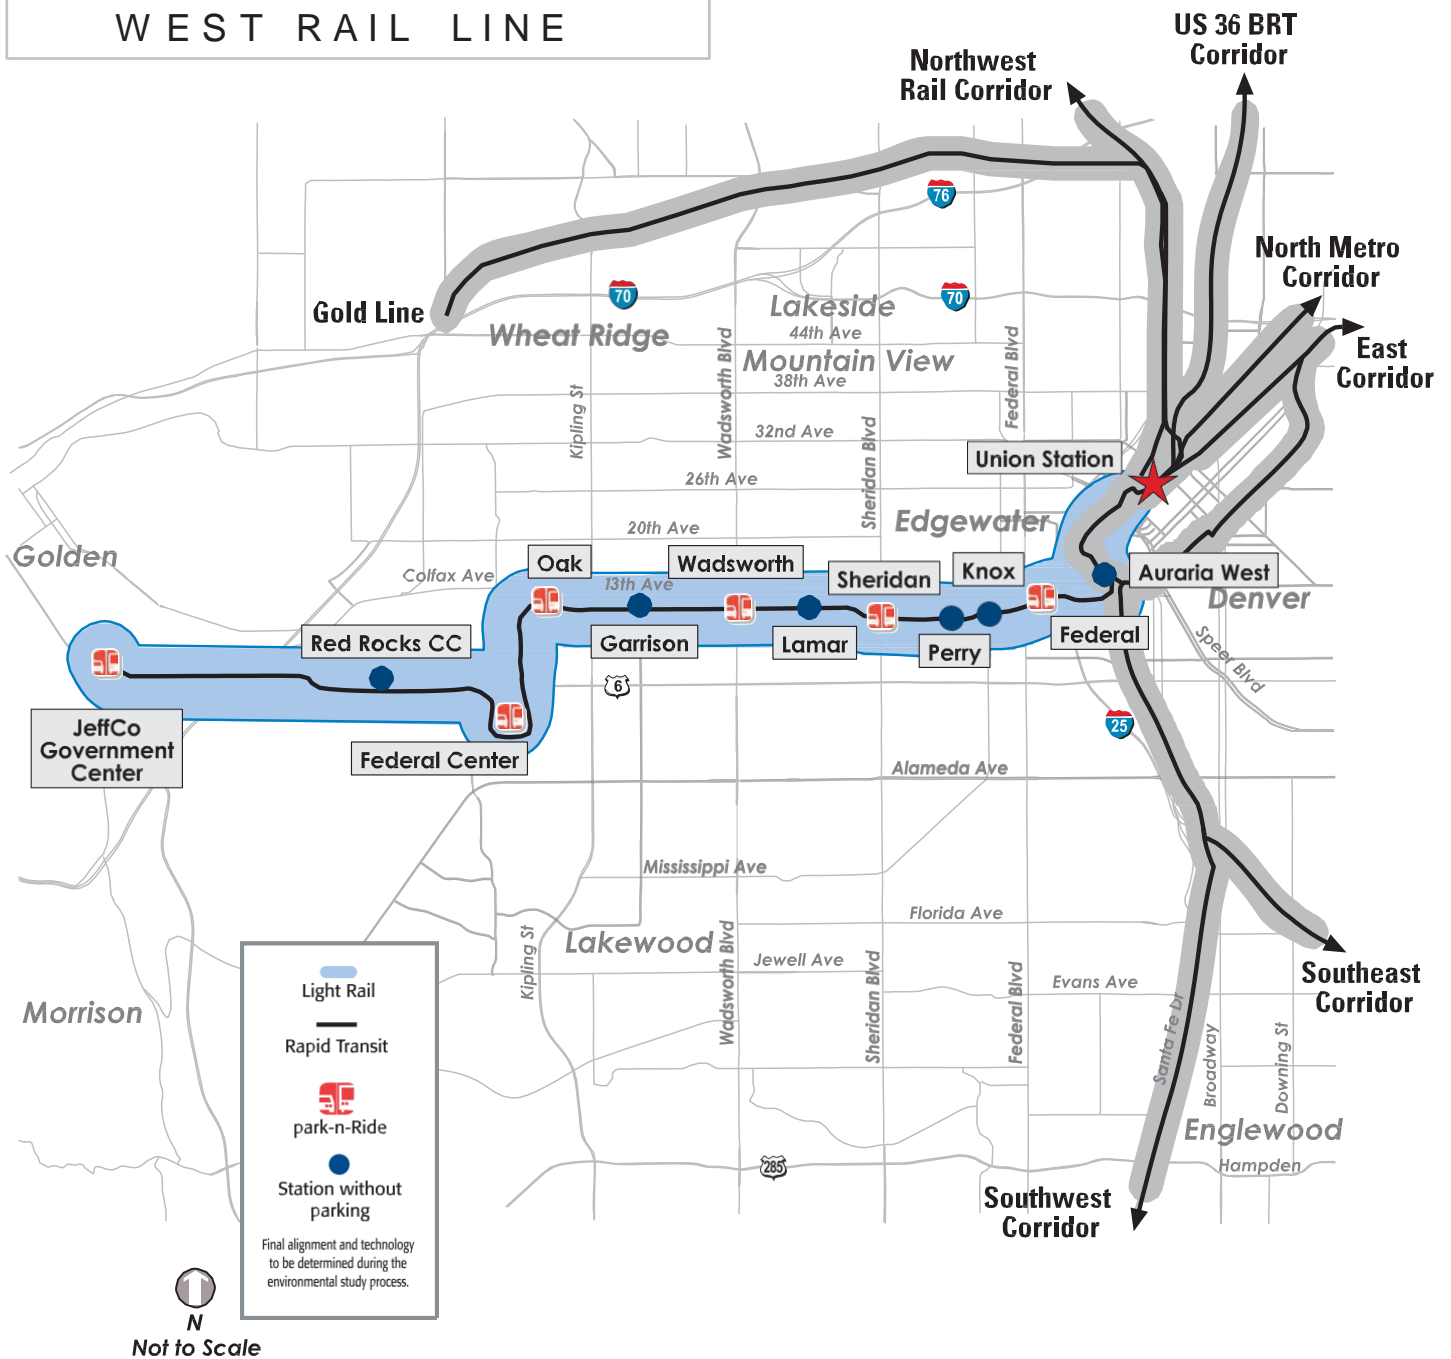 WEST RAIL LINE
US 36 BRT
Corridor
Northwest
Rail Corridor
76
North Metro
Corridor
70
70
Gold Line
Lakeside
Wheat Ridge
44th Ave
East
Corridor
Mountain View
38th Ave
Kipling St
Wadsworth Blvd
Sheridan Blvd
Federal Blvd
32nd Ave
Union Station
26th Ave
Edgewater
20th Ave
Golden
Oak
Wadsworth
Colfax Ave
13th Ave
Sheridan
Knox
Auraria West
Denver
Red Rocks CC
Garrison
Lamar
Perry
Federal
Speer Blvd
6
25
JeffCo
Government
Center
Federal Center
Alameda Ave
Mississippi Ave
Florida Ave
Lakewood
Jewell Ave
Kipling St
Wadsworth Blvd
Sheridan Blvd
Federal Blvd
Evans Ave
Southeast
Corridor
Morrison
Santa Fe Dr
Broadway
Downing St
Englewood
Hampden
285
Southwest
Corridor
Light Rail
Rapid Transit
park-n-Ride
Station without
parking
Final alignment and technology
to be determined during the
environmental study process.
N
Not to Scale